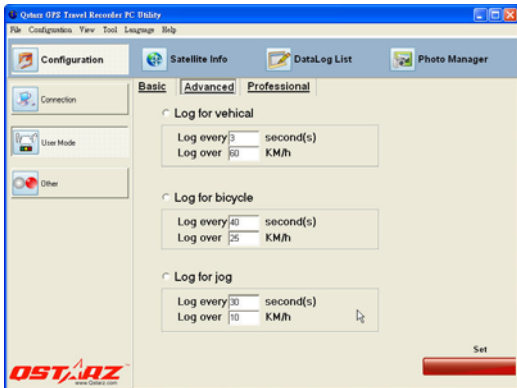 Qstarz GPS Travel Recorder PC Utility
File Configuration View Tool Language Help
Configuration Satellite Info DataLog List Photo Manager
Basic Advanced Professional
Connection
Log for vehical
Log every 3 second(s)
User Mode
Log over 60 KM/h
Other
Log for bicycle
Log every 40 second(s)
Log over 25 KM/h
Log for jog
Log every 30 second(s)
Log over 10 KM/h
Set
QSTARZ
www.Qstarz.com